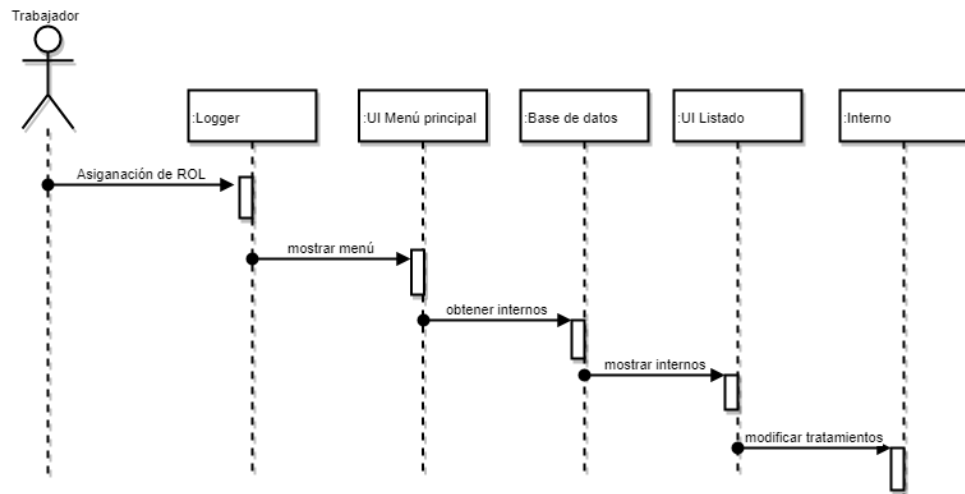 Trabajador
:Logger
:UI Menú principal
:Base de datos
:UI Listado
:Interno
Asiganación de ROL
mostrar menú
obtener internos
mostrar internos
modificar tratamientos